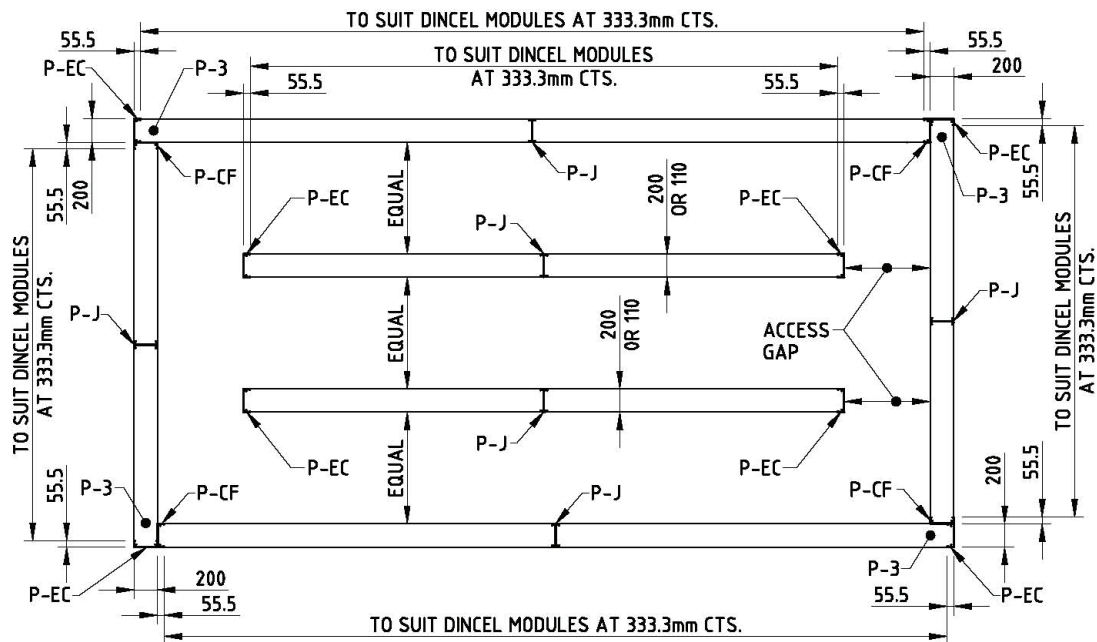 TO SUIT DINCEL MODULES AT 333.3mm CTS.
55.5
55.5
TO SUIT DINCEL MODULES
AT 333.3mm CTS.
P-EC
P-3
55.5
55.5
200
P-EC
P-CF
P-J
P-CF
P-3
55.5
200
55.5
EQUAL
P-EC
200
OR 110
P-EC
P-J
TO SUIT DINCEL MODULES
AT 333.3mm CTS.
P-J
EQUAL
200
OR 110
ACCESS
GAP
P-J
TO SUIT DINCEL MODULES
AT 333.3mm CTS.
P-J
P-EC
EQUAL
P-EC
55.5
P-3
P-CF
P-J
P-CF
200
55.5
P-EC
200
55.5
P-3
55.5
P-EC
TO SUIT DINCEL MODULES AT 333.3mm CTS.